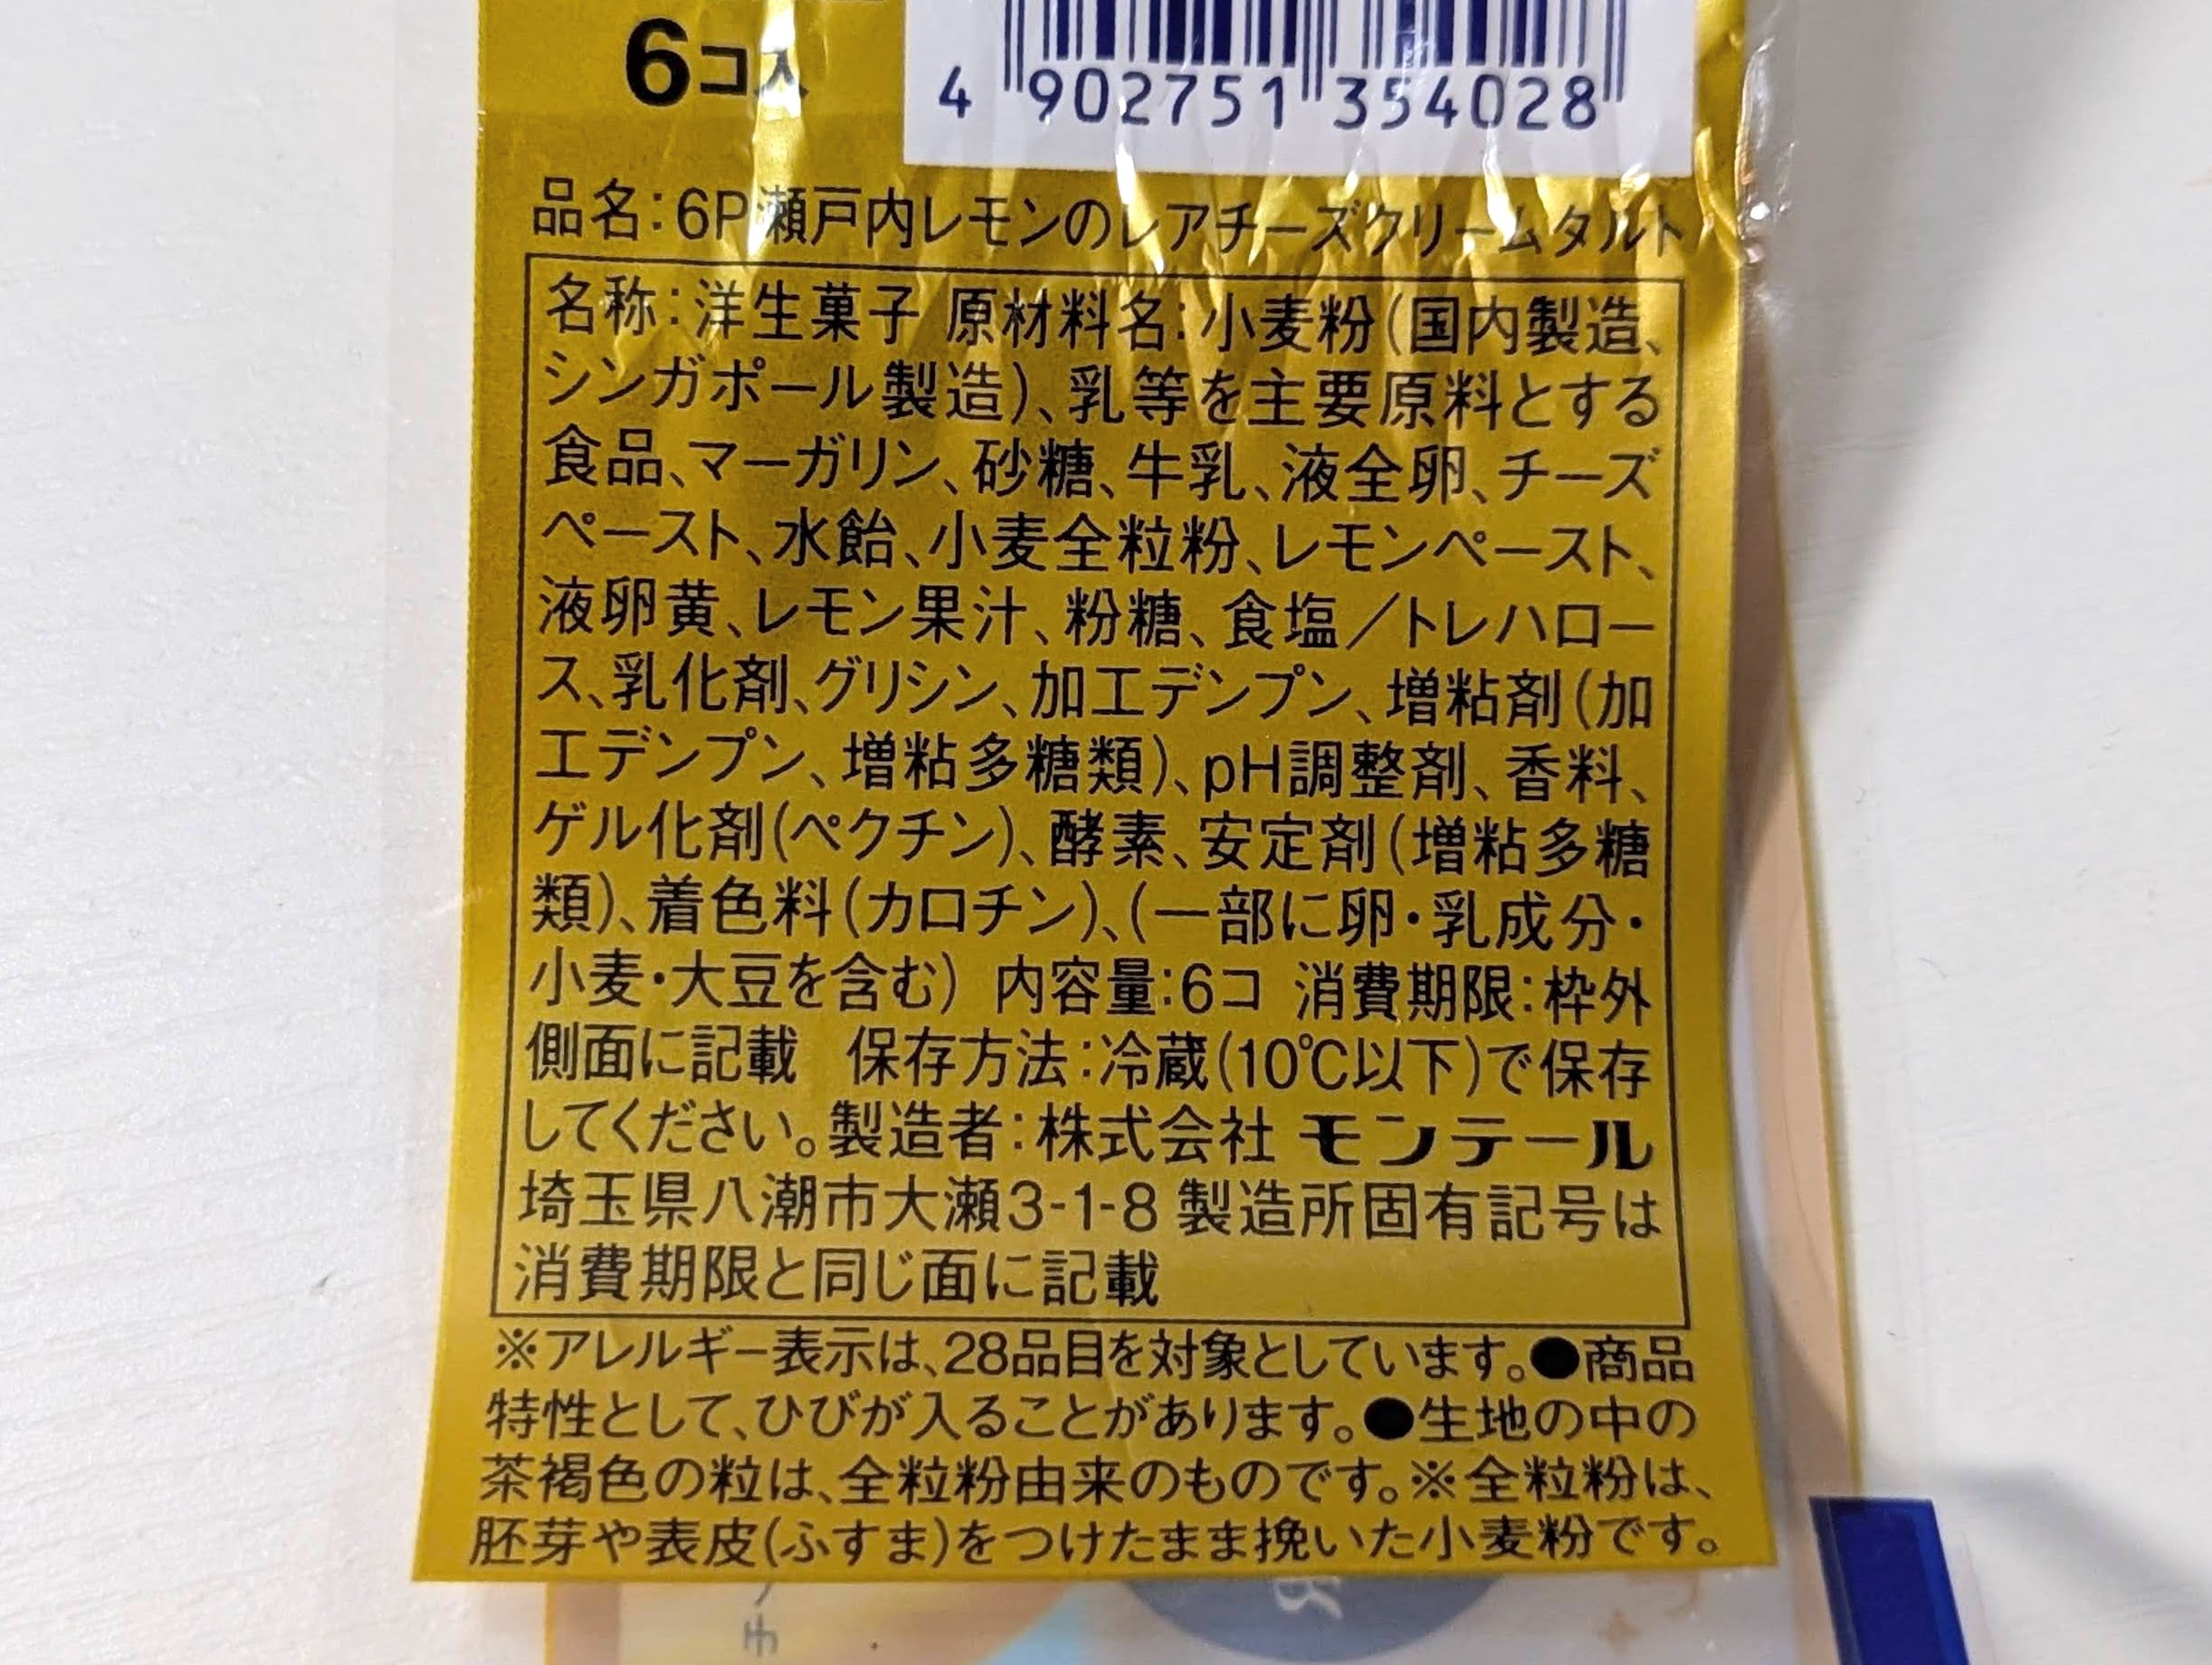 6コ入
4 902751 354028
品名:6P瀬戸内レモンのレアチーズクリームタルト
名称:洋生菓子 原材料名:小麦粉(国内製造、
シンガポール製造)、乳等を主要原料とする
食品、マーガリン、砂糖、牛乳、液全卵、チーズ
ペースト、水飴、小麦全粒粉、レモンペースト、
液卵黄、レモン果汁、粉糖、食塩/トレハロー
ス、乳化剤、グリシン、加工デンプン、増粘剤(加
工デンプン、増粘多糖類)、pH調整剤、香料、
ゲル化剤(ペクチン)、酵素、安定剤(増粘多糖
類)、着色料(カロチン)、(一部に卵・乳成分・
小麦・大豆を含む) 内容量:6コ 消費期限:枠外
側面に記載 保存方法:冷蔵(10℃以下)で保存
してください。製造者:株式会社 モンテール
埼玉県八潮市大瀬3-1-8 製造所固有記号は
消費期限と同じ面に記載
※アレルギー表示は、28品目を対象としています。●商品
特性として、ひびが入ることがあります。●生地の中の
茶褐色の粒は、全粒粉由来のものです。※全粒粉は、
胚芽や表皮(ふすま)をつけたまま挽いた小麦粉です。